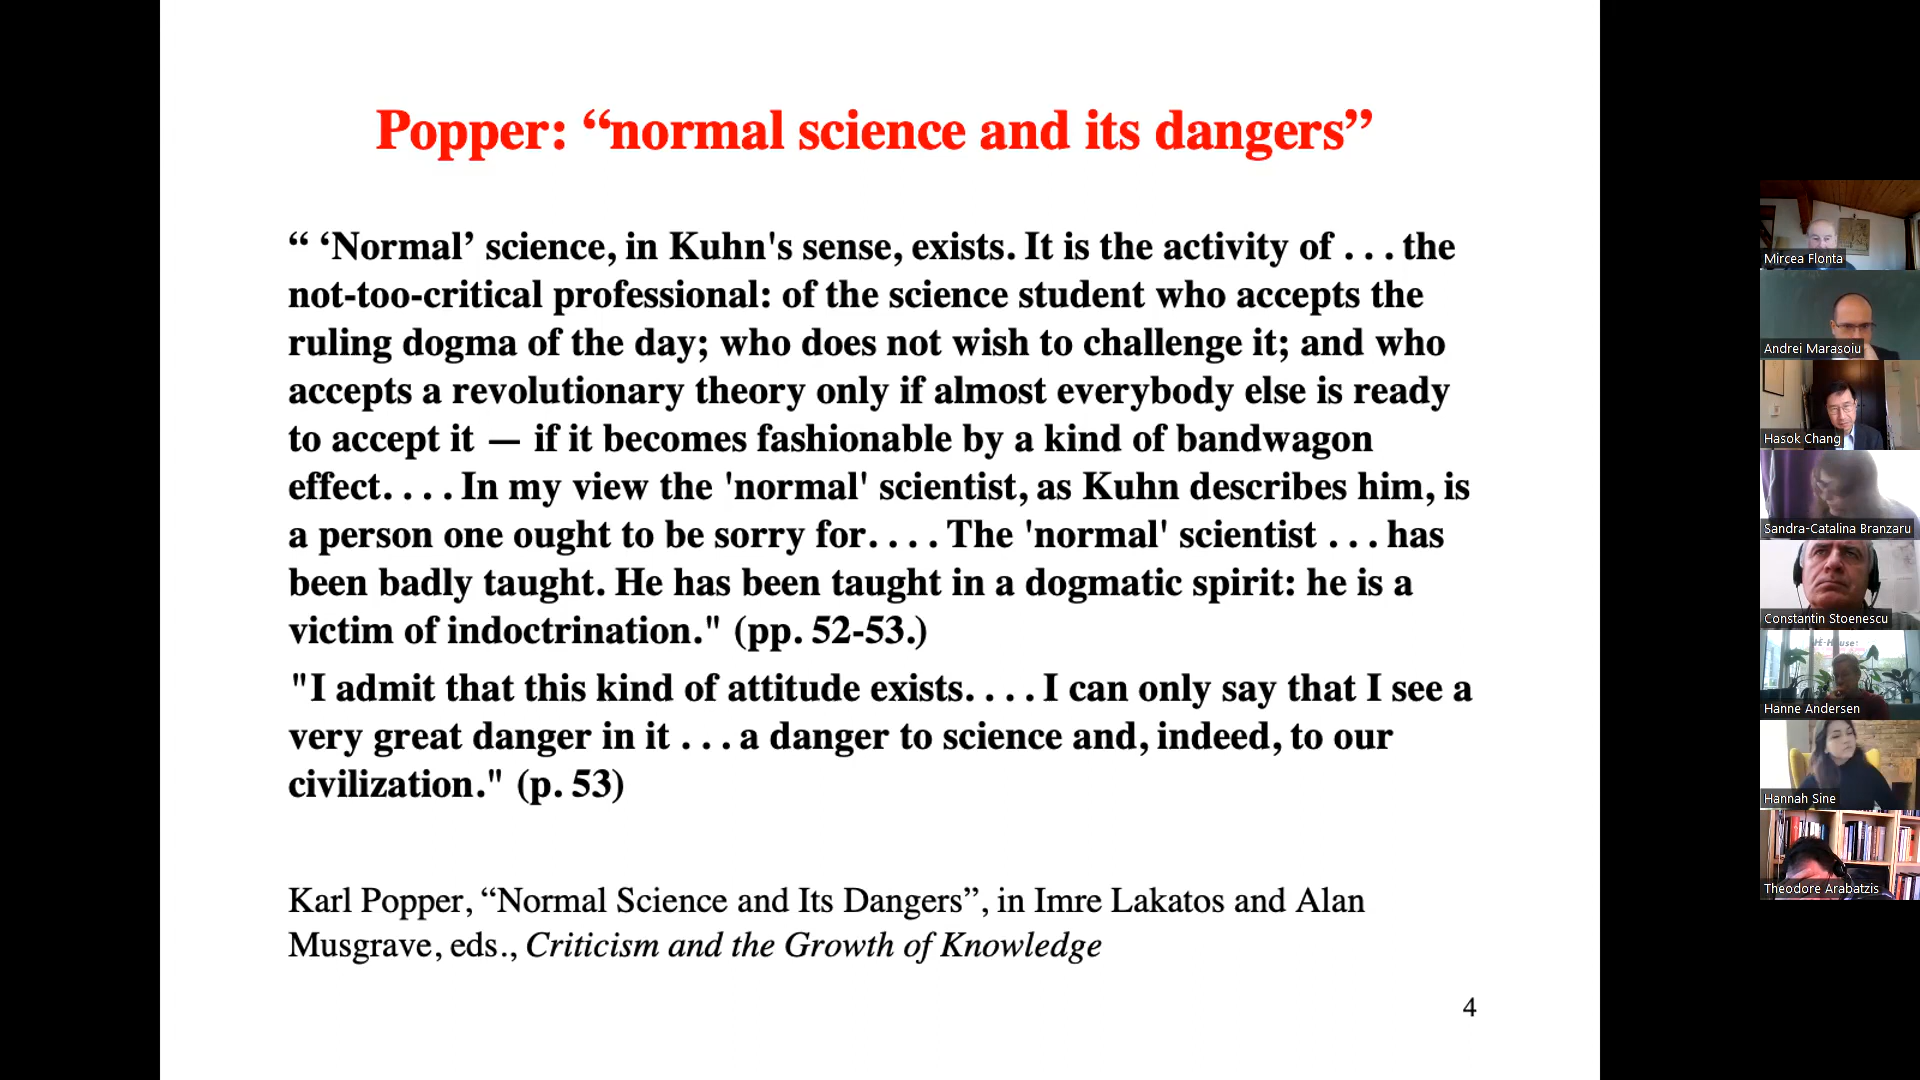 Popper: “normal science and its dangers”
“ ‘Normal’ science, in Kuhn's sense, exists. It is the activity of . . . the
not-too-critical professional: of the science student who accepts the
ruling dogma of the day; who does not wish to challenge it; and who
accepts a revolutionary theory only if almost everybody else is ready
to accept it — if it becomes fashionable by a kind of bandwagon
effect. . . . In my view the 'normal' scientist, as Kuhn describes him, is
a person one ought to be sorry for. . . . The 'normal' scientist . . . has
been badly taught. He has been taught in a dogmatic spirit: he is a
victim of indoctrination." (pp. 52-53.)
"I admit that this kind of attitude exists. . . . I can only say that I see a
very great danger in it . . . a danger to science and, indeed, to our
civilization." (p. 53)
Karl Popper, “Normal Science and Its Dangers”, in Imre Lakatos and Alan
Musgrave, eds., Criticism and the Growth of Knowledge
4
Mircea Flonta
Andrei Marasoiu
Hasok Chang
Sandra-Catalina Branzaru
Constantin Stoenescu
Hanne Andersen
Hannah Sine
Theodore Arabatzis